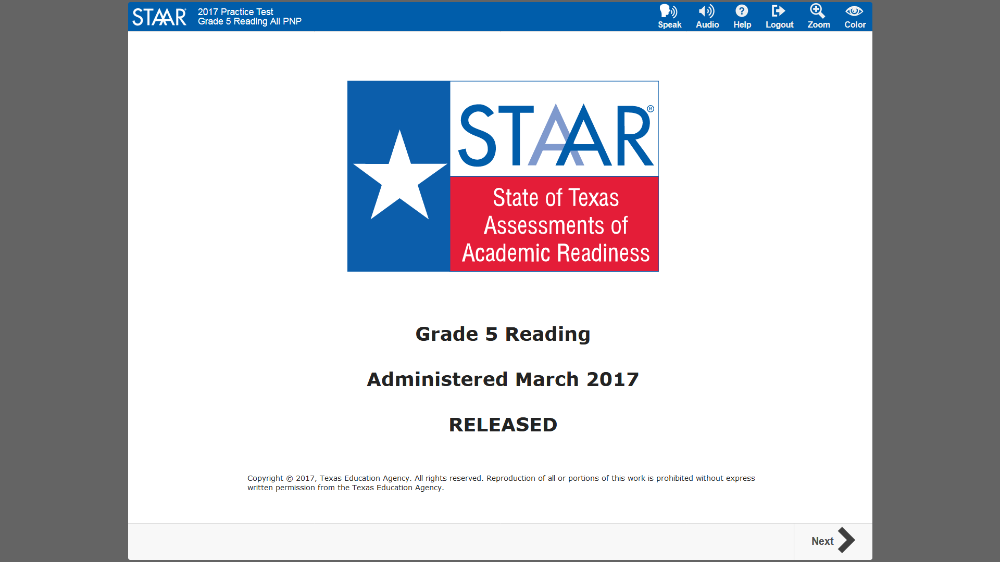 STAAR
2017 Practice Test
Grade 5 Reading All PNP
Speak
Audio
Help
Logout
Zoom
Color
STAAR®
State of Texas
Assessments of
Academic Readiness
Grade 5 Reading
Administered March 2017
RELEASED
Copyright © 2017, Texas Education Agency. All rights reserved. Reproduction of all or portions of this work is prohibited without express
written permission from the Texas Education Agency.
Next